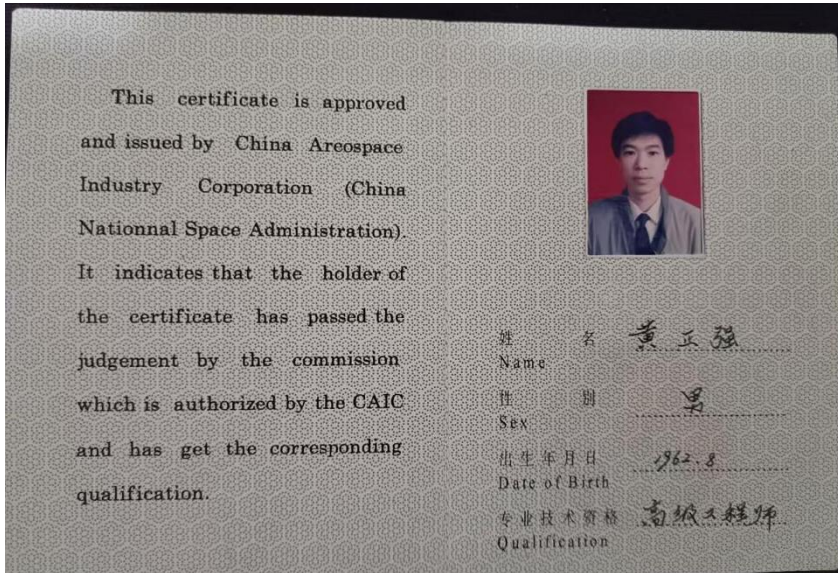 This certificate is approved
and issued by China Areospace
Industry Corporation (China
Nationnal Space Administration).
It indicates that the holder of
the certificate has passed the
judgement by the commission
which is authorized by the CAIC
and has get the corresponding
qualification.
姓 名 黄正强
Name
性 别 男
Sex
出生年月日 1962.8
Date of Birth
专业技术资格 高级工程师
Qualification